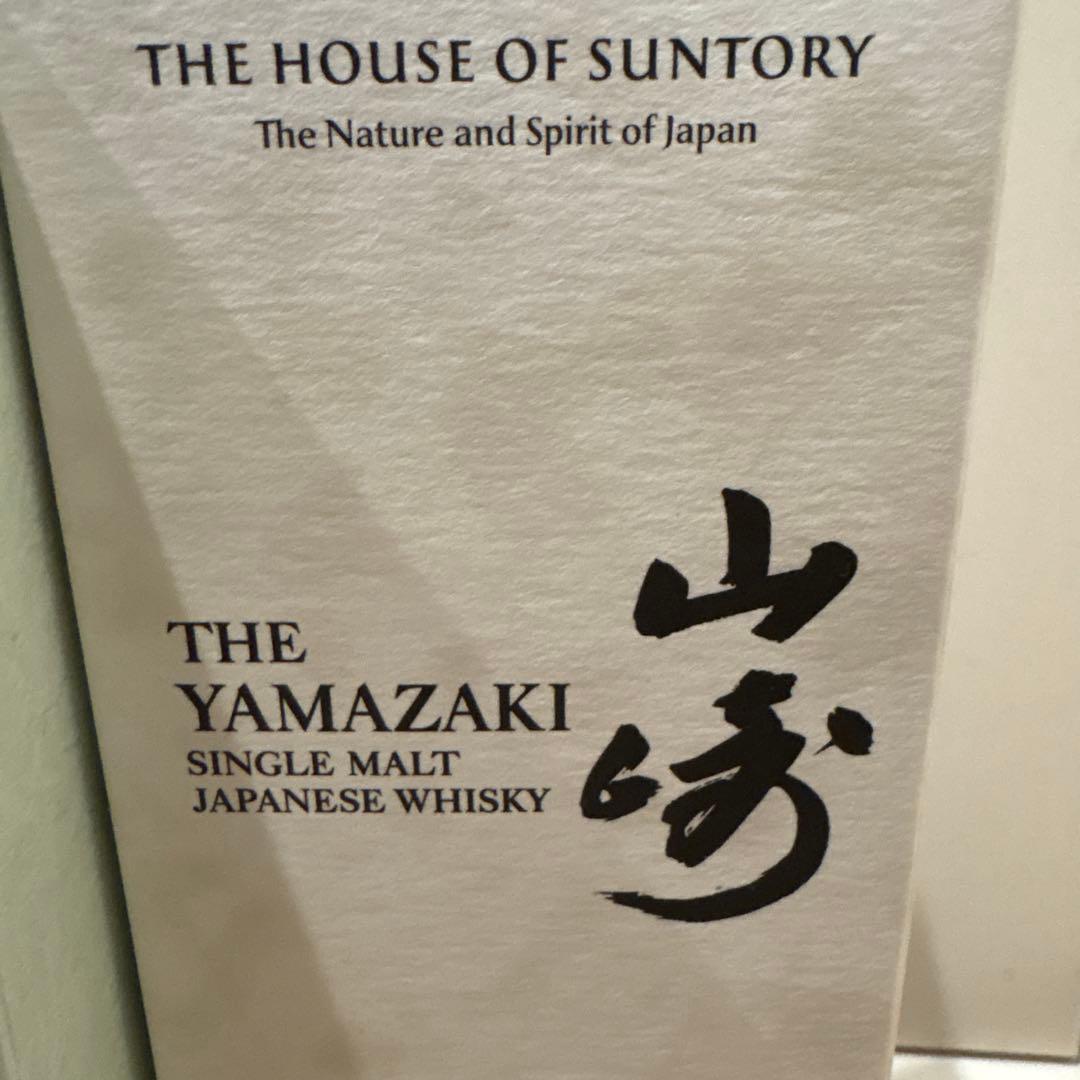 THE HOUSE OF SUNTORY
The Nature and Spirit of Japan
THE
YAMAZAKI
SINGLE MALT
JAPANESE WHISKY
山崎